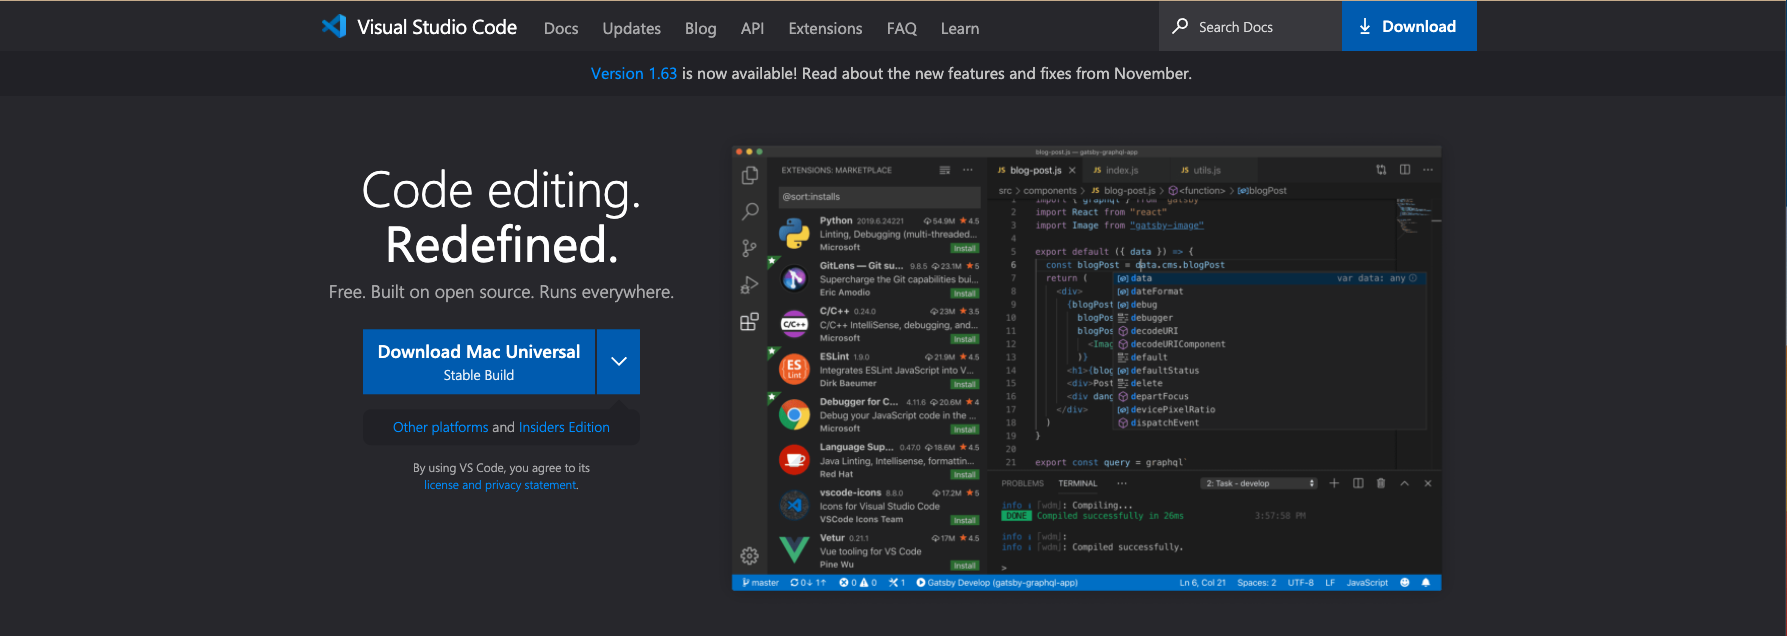 Visual Studio Code Docs Updates Blog API Extensions FAQ Learn Search Docs Download
Version 1.63 is now available! Read about the new features and fixes from November.
Code editing.
Redefined.
Free. Built on open source. Runs everywhere.
Download Mac Universal
Stable Build
Other platforms and Insiders Edition
By using VS Code, you agree to its
license and privacy statement.
blog-post.js — gatsby-graphql-app
EXTENSIONS: MARKETPLACE
@sort:installs
Python 2019.6.24221 54.9M 4.5
Linting, Debugging (multi-threaded...
Microsoft Install
GitLens — Git su... 9.8.5 23.1M 5
Supercharge the Git capabilities bui...
Eric Amodio Install
C/C++ 0.24.0 23M 3.5
C/C++ IntelliSense, debugging, and...
Microsoft Install
ESLint 1.9.0 21.9M 4.5
Integrates ESLint JavaScript into V...
Dirk Baeumer Install
Debugger for C... 4.11.6 20.6M 4
Debug your JavaScript code in the ...
Microsoft Install
Language Sup... 0.47.0 18.6M 4.5
Java Linting, Intellisense, formattin...
Red Hat Install
vscode-icons 8.8.0 17.2M 5
Icons for Visual Studio Code
VSCode Icons Team Install
Vetur 0.21.1 17M 4.5
Vue tooling for VS Code
Pine Wu Install
JS blog-post.js JS index.js JS utils.js
src > components > JS blog-post.js > <function> > blogPost
1 import { graphql } from "gatsby"
2 import React from "react"
3 import Image from "gatsby-image"
4
5 export default ({ data }) => {
6 const blogPost = data.cms.blogPost
7 return (
8 <div>
9 {blogPost
10 blogPos
11 blogPos
12 <Imag
13 )}
14 <h1>{blog
15 <div>Post
16 <div dang
17 </div>
18 )
19 }
20
21 export const query = graphql`
data var data: any
dateFormat
debug
debugger
decodeURI
decodeURIComponent
default
defaultStatus
delete
departFocus
devicePixelRatio
dispatchEvent
PROBLEMS TERMINAL ... 2: Task - develop
info : [wdm]: Compiling...
DONE Compiled successfully in 26ms 3:57:58 PM
info : [wdm]:
info : [wdm]: Compiled successfully.
>
master 0↓ 1↑ 0 0 1 Gatsby Develop (gatsby-graphql-app) Ln 6, Col 21 Spaces: 2 UTF-8 LF JavaScript